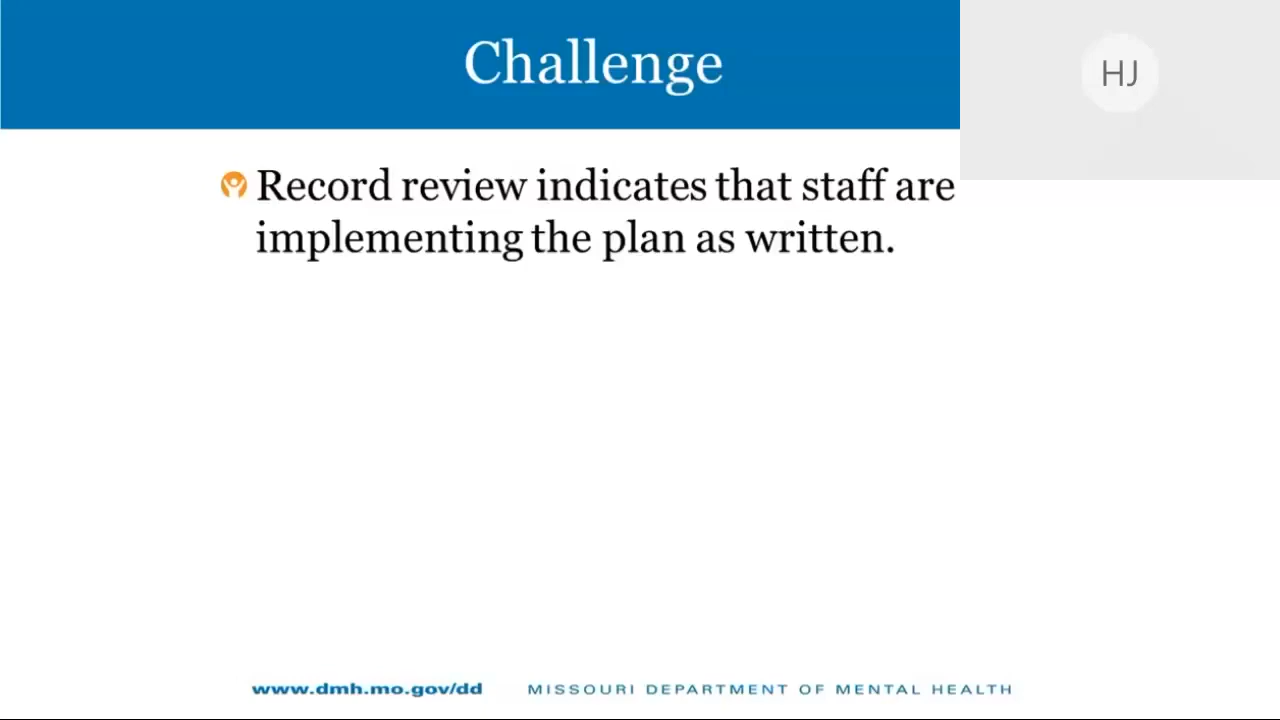 Challenge
HJ
Record review indicates that staff are
implementing the plan as written.
www.dmh.mo.gov/dd MISSOURI DEPARTMENT OF MENTAL HEALTH